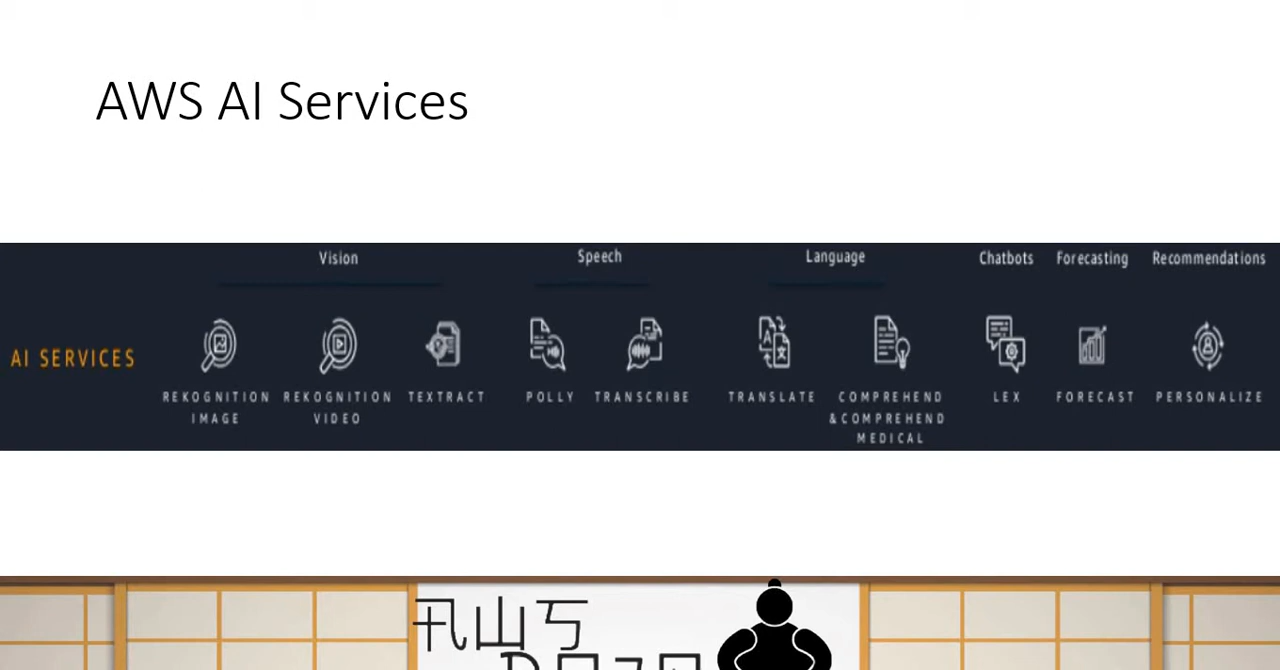 AWS AI Services
Vision Speech Language Chatbots Forecasting Recommendations
AI SERVICES
REKOGNITION IMAGE
REKOGNITION VIDEO
TEXTRACT
POLLY
TRANSCRIBE
TRANSLATE
COMPREHEND
&COMPREHEND
MEDICAL
LEX
FORECAST
PERSONALIZE